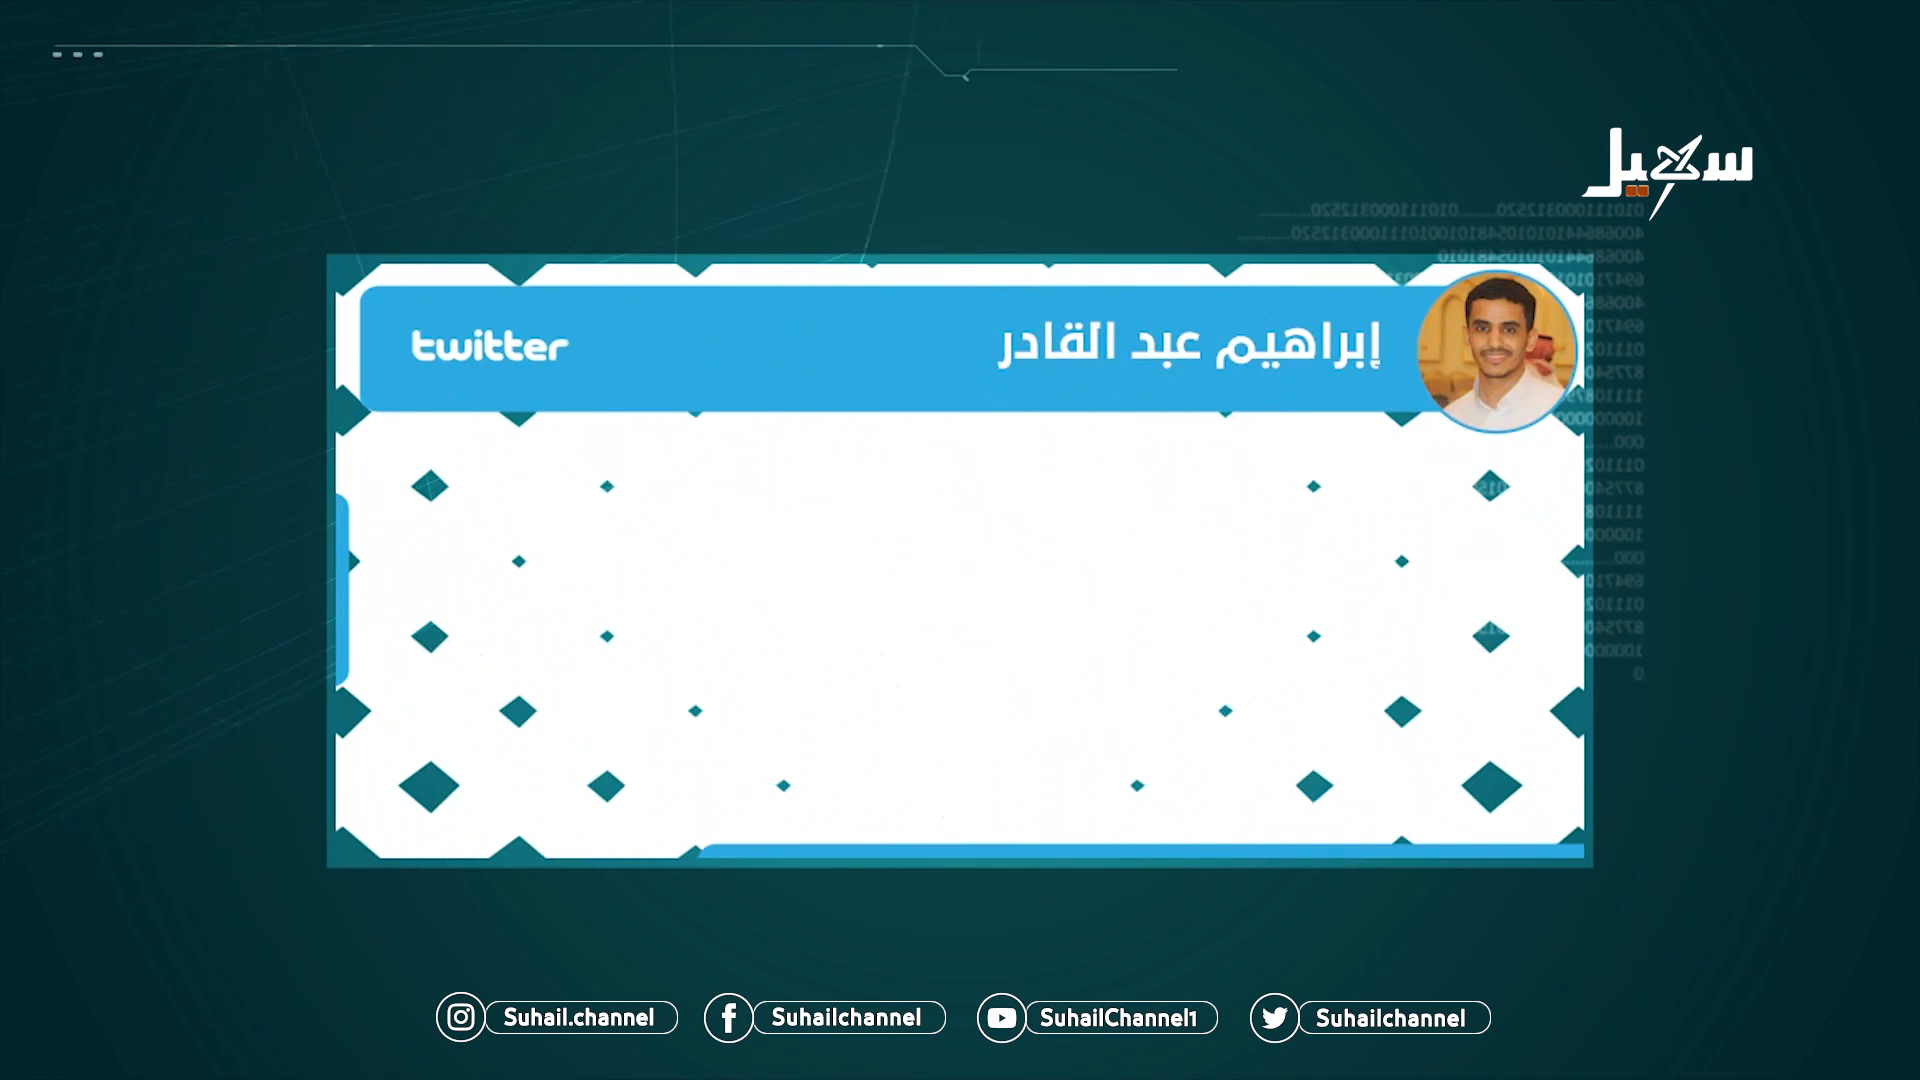 سهيل
إبراهيم عبد القادر
twitter
Suhail.channel
Suhailchannel
SuhailChannel1
Suhailchannel